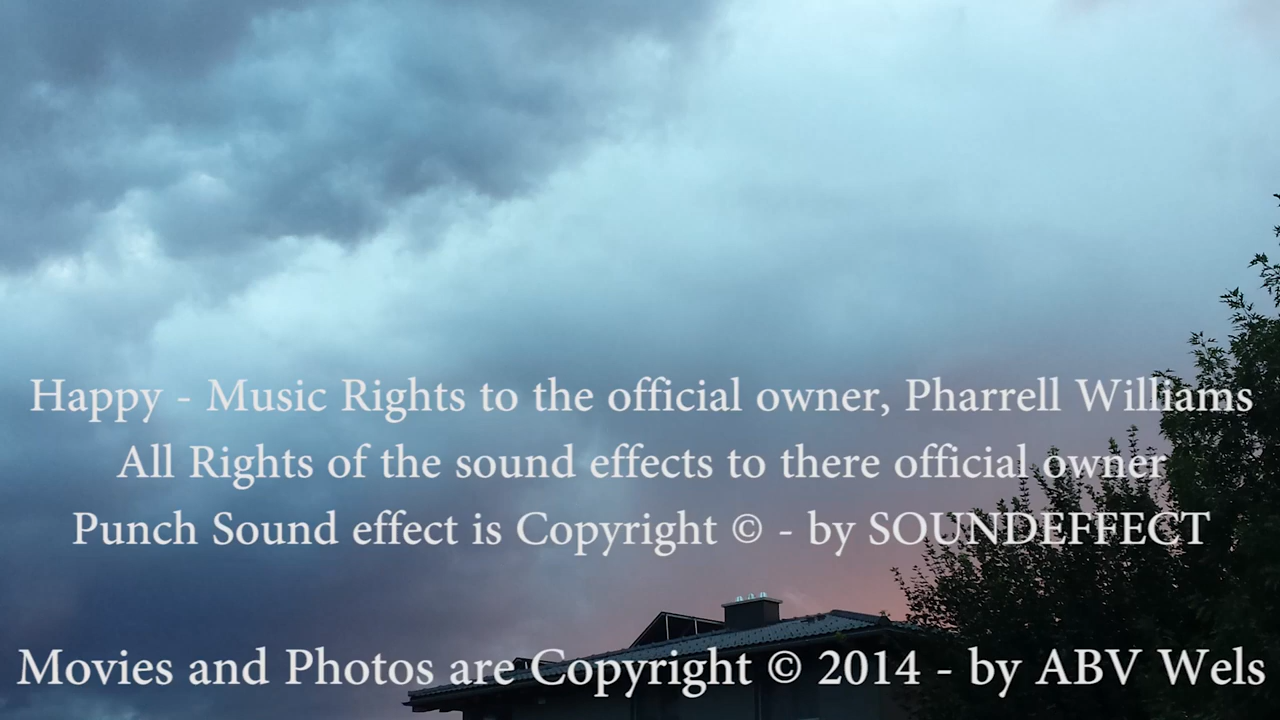 Happy - Music Rights to the official owner, Pharrell Williams
All Rights of the sound effects to there official owner
Punch Sound effect is Copyright © - by SOUNDEFFECT
Movies and Photos are Copyright © 2014 - by ABV Wels